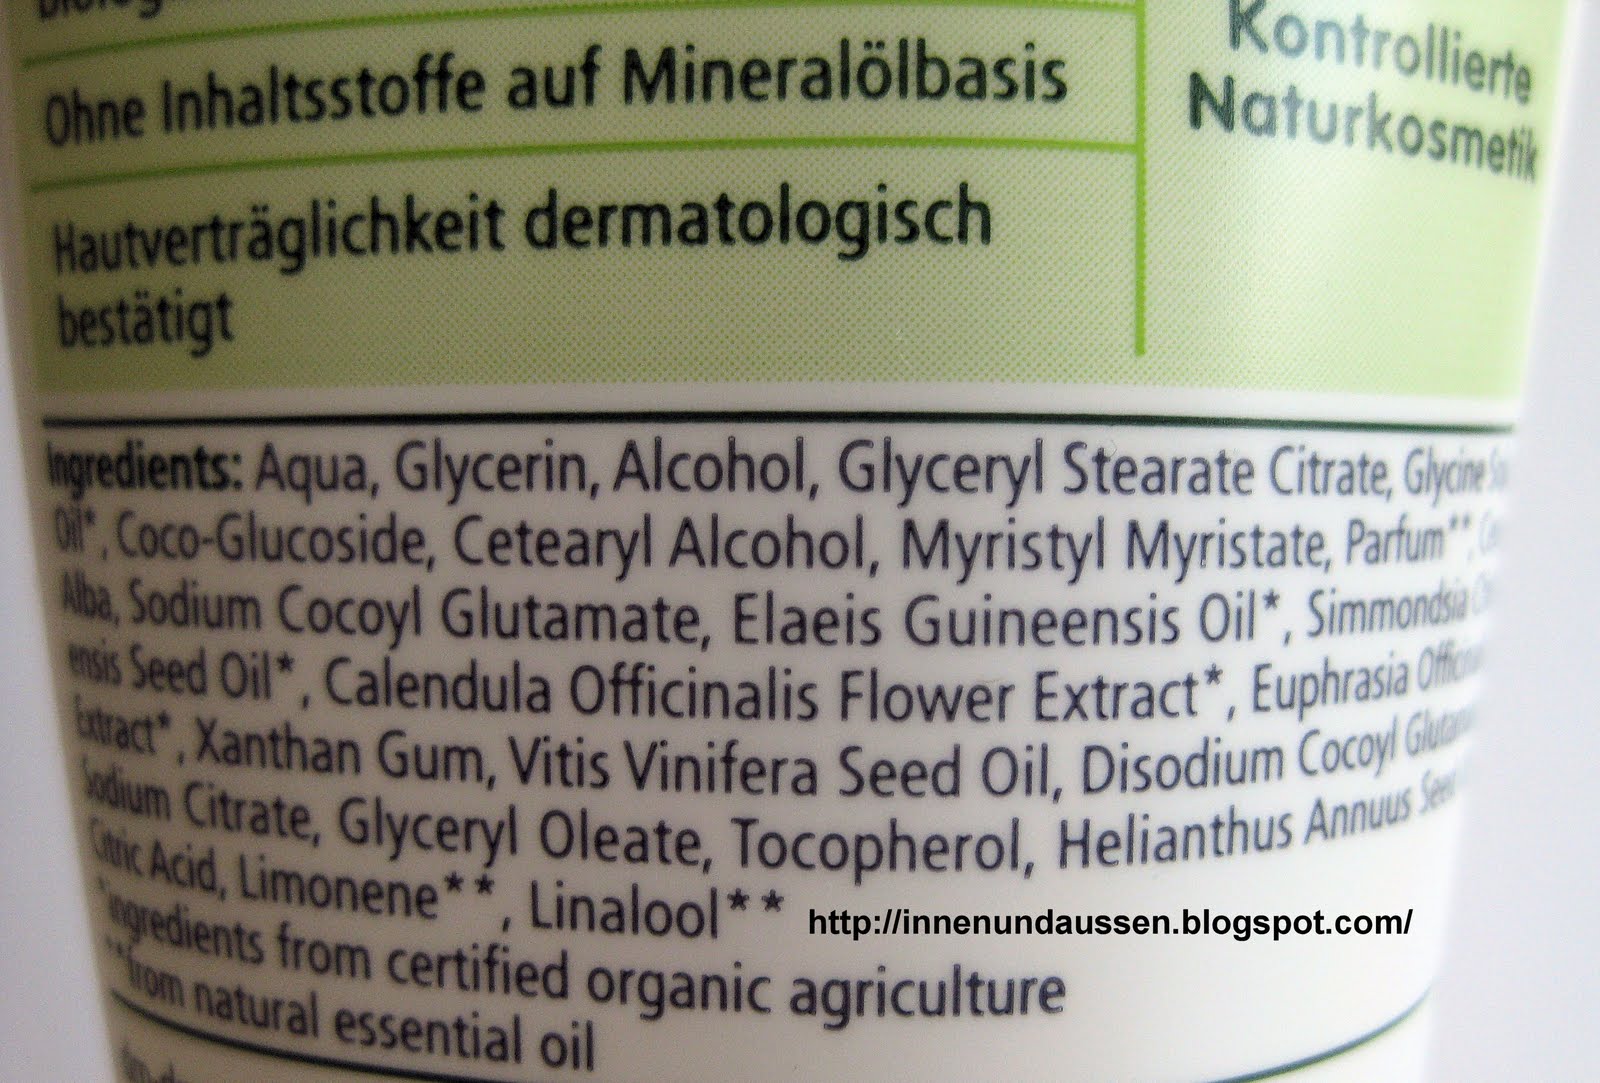 Ohne Inhaltsstoffe auf Mineralölbasis
Hautverträglichkeit dermatologisch
bestätigt
Kontrollierte
Naturkosmetik
Ingredients: Aqua, Glycerin, Alcohol, Glyceryl Stearate Citrate, Glycine
Oil*, Coco-Glucoside, Cetearyl Alcohol, Myristyl Myristate, Parfum**,
Alba, Sodium Cocoyl Glutamate, Elaeis Guineensis Oil*, Simmondsia
ensis Seed Oil*, Calendula Officinalis Flower Extract*, Euphrasia
Extract*, Xanthan Gum, Vitis Vinifera Seed Oil, Disodium Cocoyl
Sodium Citrate, Glyceryl Oleate, Tocopherol, Helianthus Annuus Seed
Citric Acid, Limonene**, Linalool**
*ingredients from certified organic agriculture
**from natural essential oil
http://innenundaussen.blogspot.com/